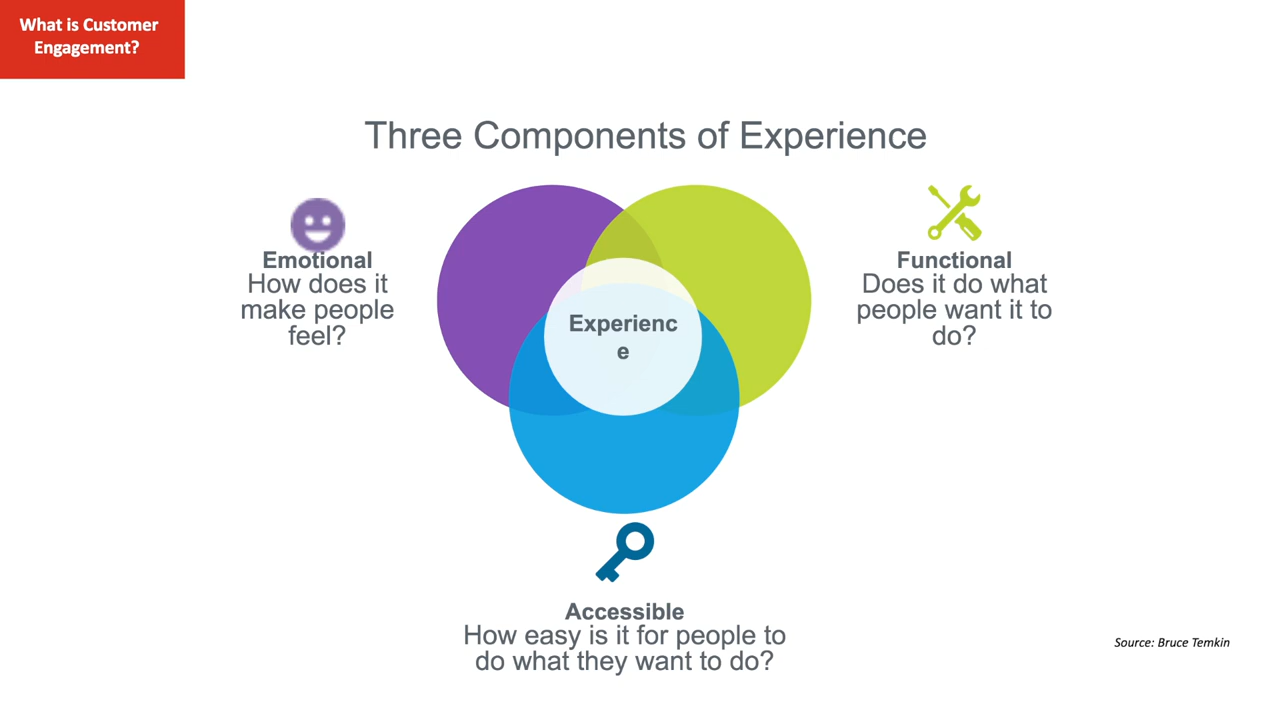 What is Customer
Engagement?
Three Components of Experience
Emotional
How does it
make people
feel?
Functional
Does it do what
people want it to
do?
Experienc
e
Accessible
How easy is it for people to
do what they want to do?
Source: Bruce Temkin